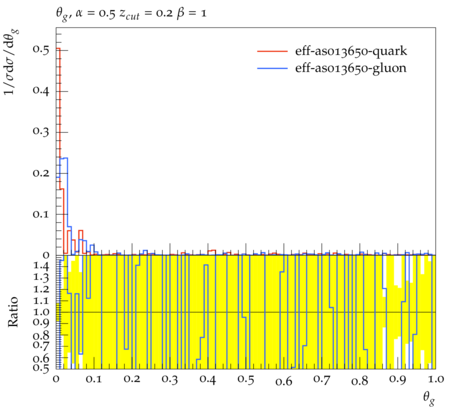 θg, α = 0.5 zcut = 0.2 β = 1
1/σdσ/dθg
eff-as013650-quark
eff-as013650-gluon
0.5
0.4
0.3
0.2
0.1
0
Ratio
1.4
1.3
1.2
1.1
1.0
0.9
0.8
0.7
0.6
0.5
0 0.1 0.2 0.3 0.4 0.5 0.6 0.7 0.8 0.9 1.0
θg